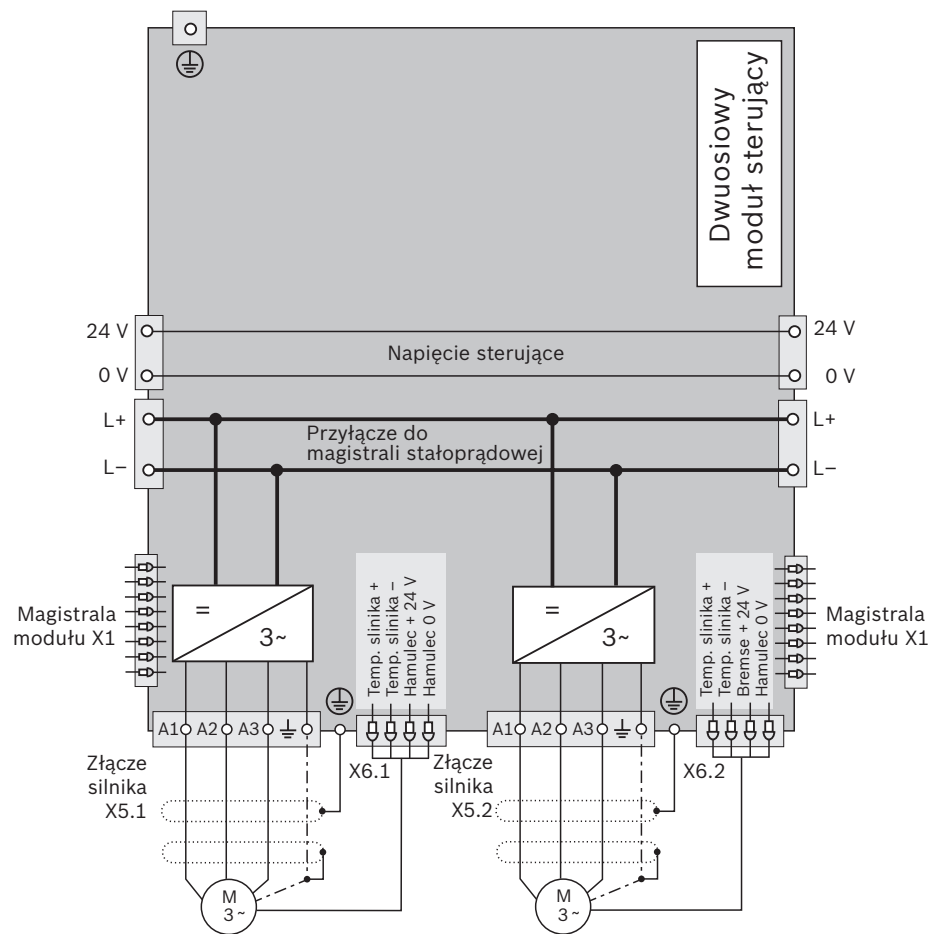 Dwuosiowy
moduł sterujący
24 V
24 V
Napięcie sterujące
0 V
0 V
L+
L+
Przyłącze do
magistrali stałoprądowej
L−
L−
Magistrala
modułu X1
=
3~
Temp. slinika +
Temp. slinika −
Hamulec + 24 V
Hamulec 0 V
=
3~
Temp. slinika +
Temp. slinika −
Bremse + 24 V
Hamulec 0 V
Magistrala
modułu X1
A1 A2 A3
A1 A2 A3
Złącze
silnika
X5.1
X6.1
Złącze
silnika
X5.2
X6.2
M
3~
M
3~